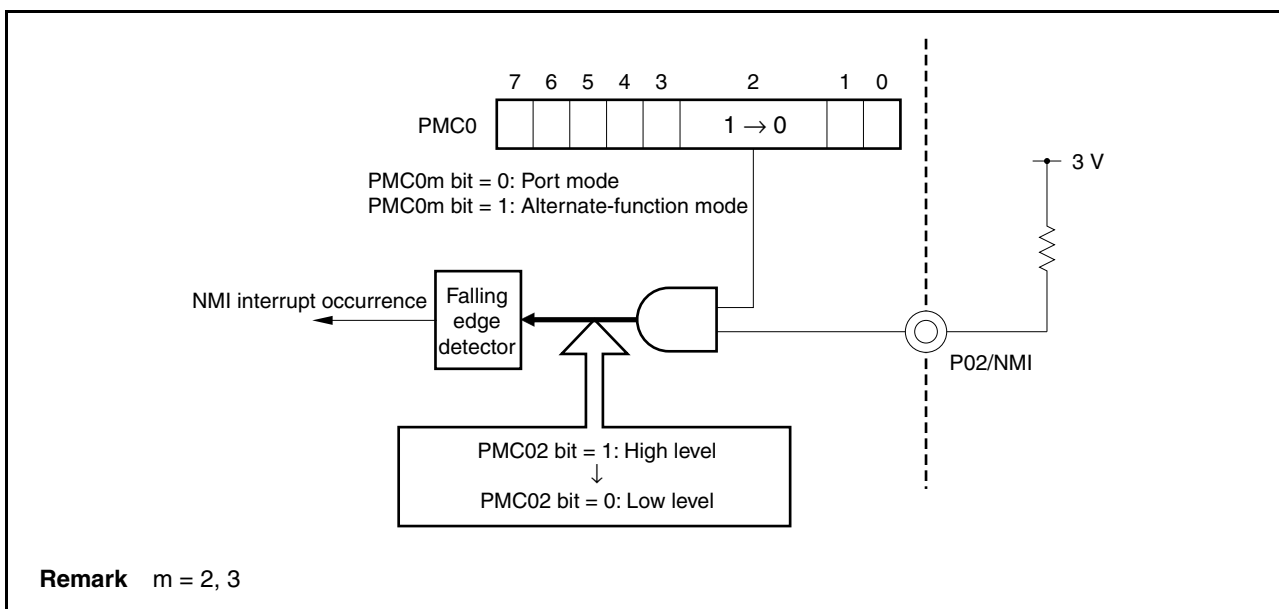 7 6 5 4 3 2 1 0
PMC0
1 → 0
3 V
PMC0m bit = 0: Port mode
PMC0m bit = 1: Alternate-function mode
NMI interrupt occurrence
Falling
edge
detector
P02/NMI
PMC02 bit = 1: High level
↓
PMC02 bit = 0: Low level
Remark m = 2, 3